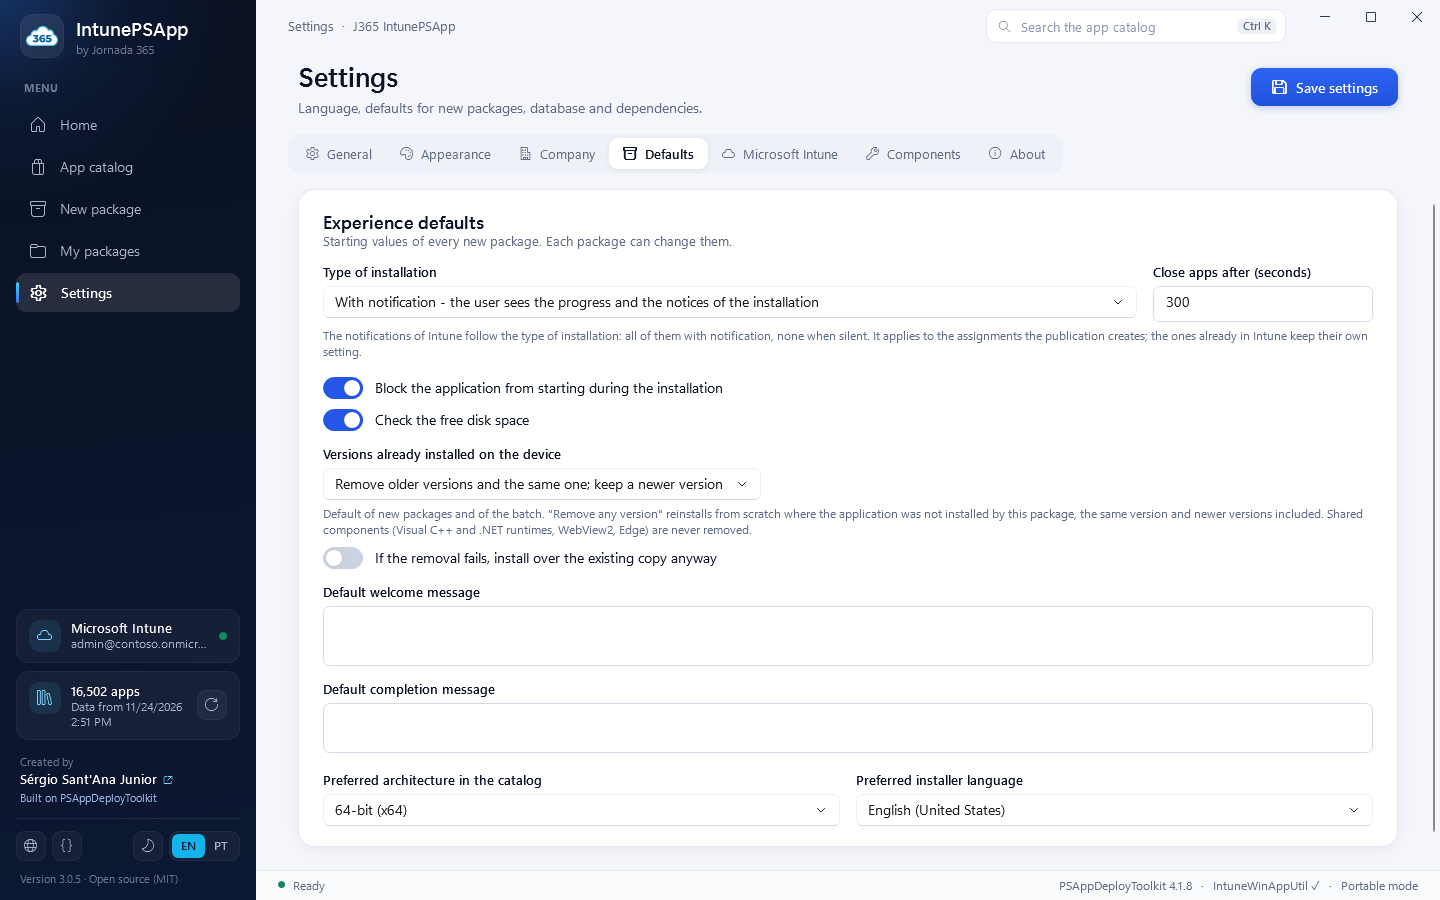 365
IntunePSApp
by Jornada 365
MENU
Home
App catalog
New package
My packages
Settings
Microsoft Intune
admin@contoso.onmicr...
16,502 apps
Data from 11/24/2026
2:51 PM
Created by
Sérgio Sant'Ana Junior
Built on PSAppDeployToolkit
{}
EN PT
Version 3.0.5 · Open source (MIT)
Settings · J365 IntunePSApp
Search the app catalog Ctrl K
Settings
Language, defaults for new packages, database and dependencies.
Save settings
General Appearance Company Defaults Microsoft Intune Components About
Experience defaults
Starting values of every new package. Each package can change them.
Type of installation
With notification - the user sees the progress and the notices of the installation
Close apps after (seconds)
300
The notifications of Intune follow the type of installation: all of them with notification, none when silent. It applies to the assignments the publication creates; the ones already in Intune keep their own
setting.
Block the application from starting during the installation
Check the free disk space
Versions already installed on the device
Remove older versions and the same one; keep a newer version
Default of new packages and of the batch. "Remove any version" reinstalls from scratch where the application was not installed by this package, the same version and newer versions included. Shared
components (Visual C++ and .NET runtimes, WebView2, Edge) are never removed.
If the removal fails, install over the existing copy anyway
Default welcome message
Default completion message
Preferred architecture in the catalog
64-bit (x64)
Preferred installer language
English (United States)
Ready
PSAppDeployToolkit 4.1.8 · IntuneWinAppUtil ✓ · Portable mode